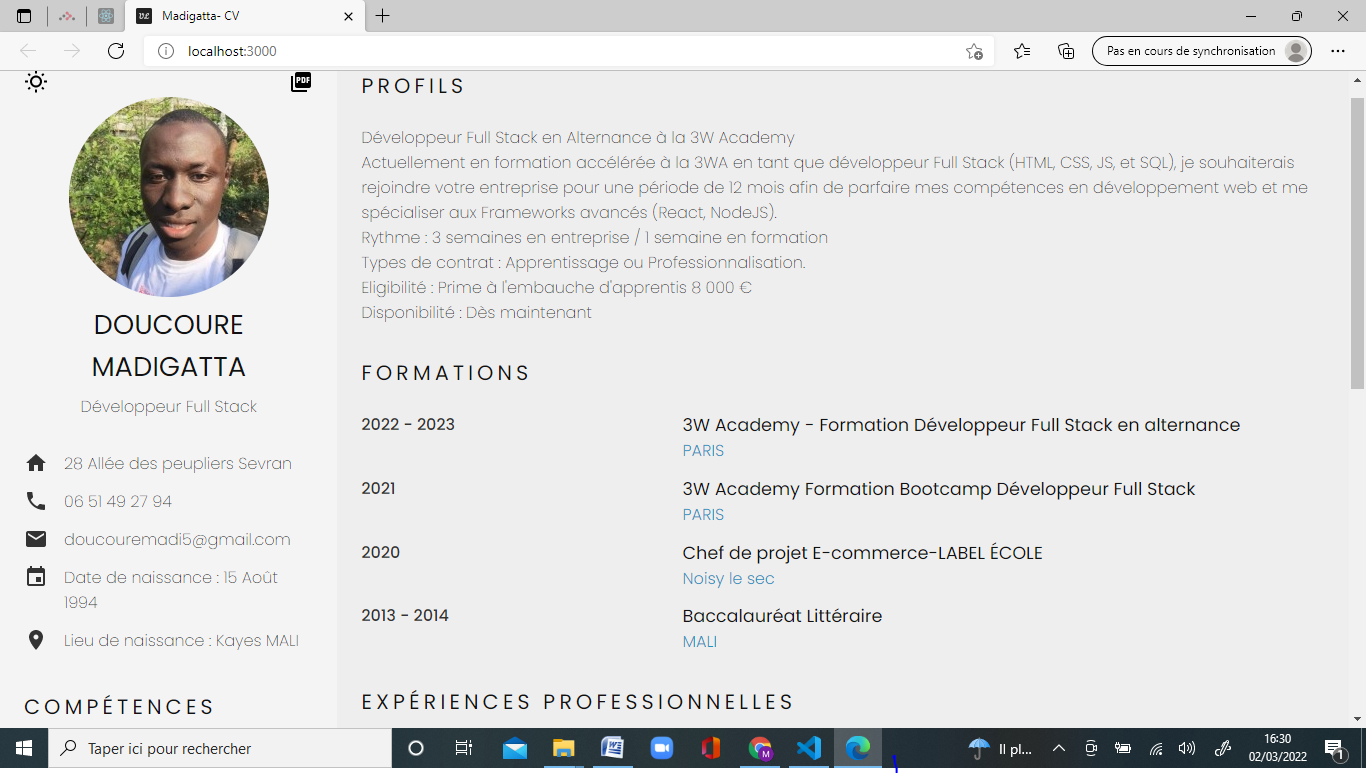 Madigatta- CV
localhost:3000
Pas en cours de synchronisation
PDF
DOUCOURE
MADIGATTA
Développeur Full Stack
28 Allée des peupliers Sevran
06 51 49 27 94
doucouremadi5@gmail.com
Date de naissance : 15 Août
1994
Lieu de naissance : Kayes MALI
COMPÉTENCES
PROFILS
Développeur Full Stack en Alternance à la 3W Academy
Actuellement en formation accélérée à la 3WA en tant que développeur Full Stack (HTML, CSS, JS, et SQL), je souhaiterais
rejoindre votre entreprise pour une période de 12 mois afin de parfaire mes compétences en développement web et me
spécialiser aux Frameworks avancés (React, NodeJS).
Rythme : 3 semaines en entreprise / 1 semaine en formation
Types de contrat : Apprentissage ou Professionnalisation.
Eligibilité : Prime à l'embauche d'apprentis 8 000 €
Disponibilité : Dès maintenant
FORMATIONS
2022 - 2023
3W Academy - Formation Développeur Full Stack en alternance
PARIS
2021
3W Academy Formation Bootcamp Développeur Full Stack
PARIS
2020
Chef de projet E-commerce-LABEL ÉCOLE
Noisy le sec
2013 - 2014
Baccalauréat Littéraire
MALI
EXPÉRIENCES PROFESSIONNELLES
Taper ici pour rechercher
M
Il pl...
16:30
02/03/2022
1